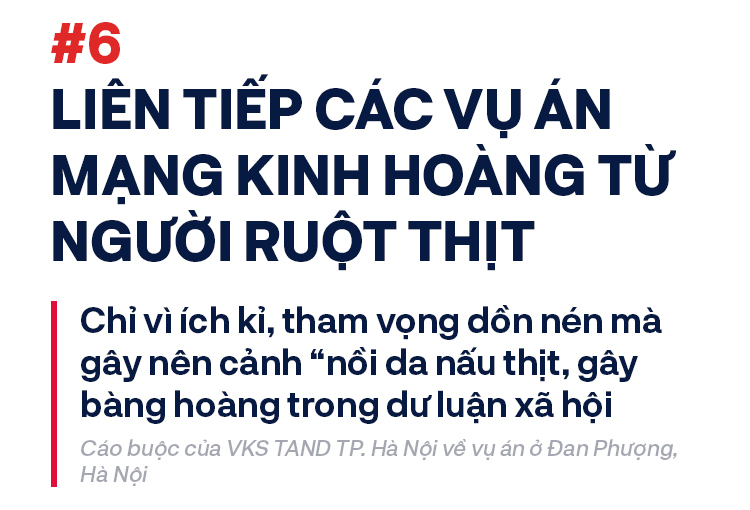 #6
LIÊN TIẾP CÁC VỤ ÁN
MẠNG KINH HOÀNG TỪ
NGƯỜI RUỘT THỊT
Chỉ vì ích kỉ, tham vọng dồn nén mà
gây nên cảnh “nồi da nấu thịt, gây
bàng hoàng trong dư luận xã hội
Cáo buộc của VKS TAND TP. Hà Nội về vụ án ở Đan Phượng,
Hà Nội